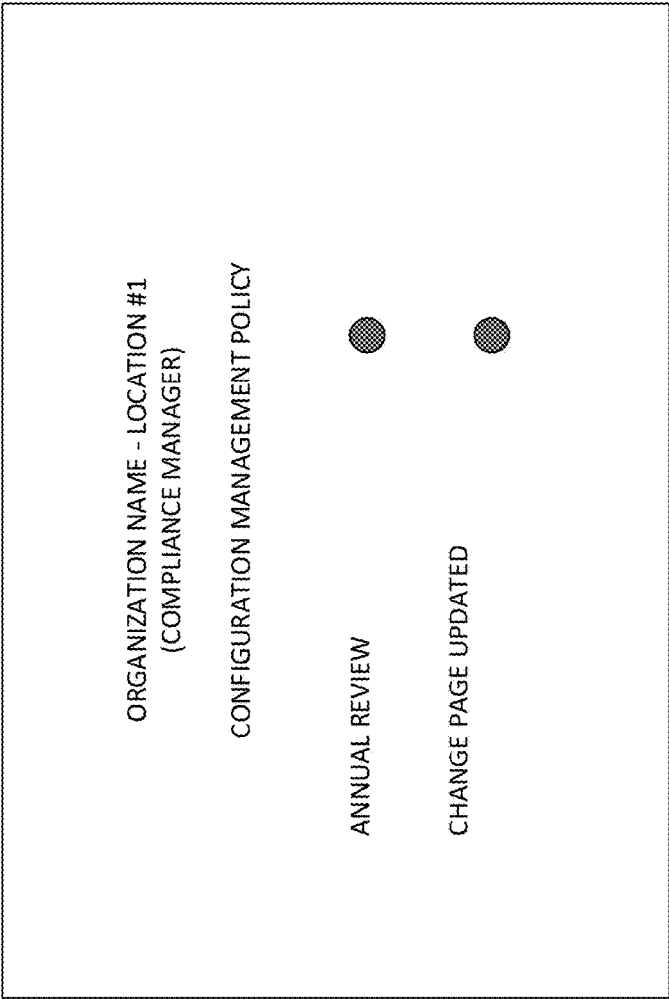 ORGANIZATION NAME - LOCATION #1
(COMPLIANCE MANAGER)
CONFIGURATION MANAGEMENT POLICY
ANNUAL REVIEW
CHANGE PAGE UPDATED